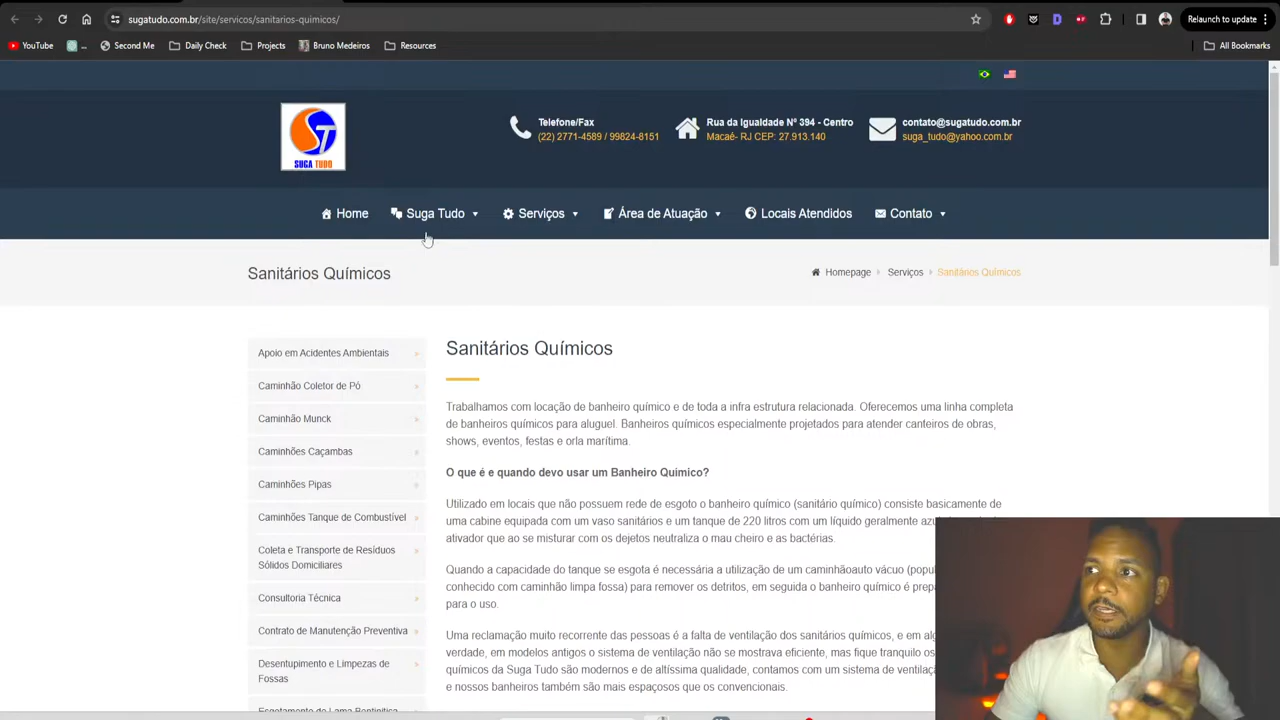 sugatudo.com.br/site/servicos/sanitarios-quimicos/
Relaunch to update
YouTube
...
Second Me
Daily Check
Projects
Bruno Medeiros
Resources
All Bookmarks
ST
SUGA TUDO
Telefone/Fax
(22) 2771-4589 / 99824-8151
Rua da Igualdade Nº 394 - Centro
Macaé- RJ CEP: 27.913.140
contato@sugatudo.com.br
suga_tudo@yahoo.com.br
Home
Suga Tudo
Serviços
Área de Atuação
Locais Atendidos
Contato
Sanitários Químicos
Homepage
Serviços
Sanitários Químicos
Apoio em Acidentes Ambientais
Caminhão Coletor de Pó
Caminhão Munck
Caminhões Caçambas
Caminhões Pipas
Caminhões Tanque de Combustível
Coleta e Transporte de Resíduos
Sólidos Domiciliares
Consultoria Técnica
Contrato de Manutenção Preventiva
Desentupimento e Limpezas de
Fossas
Esgotamento de Lama Bentinitica
Sanitários Químicos
Trabalhamos com locação de banheiro químico e de toda a infra estrutura relacionada. Oferecemos uma linha completa
de banheiros químicos para aluguel. Banheiros químicos especialmente projetados para atender canteiros de obras,
shows, eventos, festas e orla marítima.
O que é e quando devo usar um Banheiro Quimico?
Utilizado em locais que não possuem rede de esgoto o banheiro químico (sanitário químico) consiste basicamente de
uma cabine equipada com um vaso sanitários e um tanque de 220 litros com um líquido geralmente
ativador que ao se misturar com os dejetos neutraliza o mau cheiro e as bactérias.
Quando a capacidade do tanque se esgota é necessária a utilização de um caminhãoauto vácuo
conhecido com caminhão limpa fossa) para remover os detritos, em seguida o banheiro químico é
para o uso.
Uma reclamação muito recorrente das pessoas é a falta de ventilação dos sanitários químicos, e em
verdade, em modelos antigos o sistema de ventilação não se mostrava eficiente, mas fique tranquilo os
químicos da Suga Tudo são modernos e de altíssima qualidade, contamos com um sistema de
e nossos banheiros também são mais espaçosos que os convencionais.